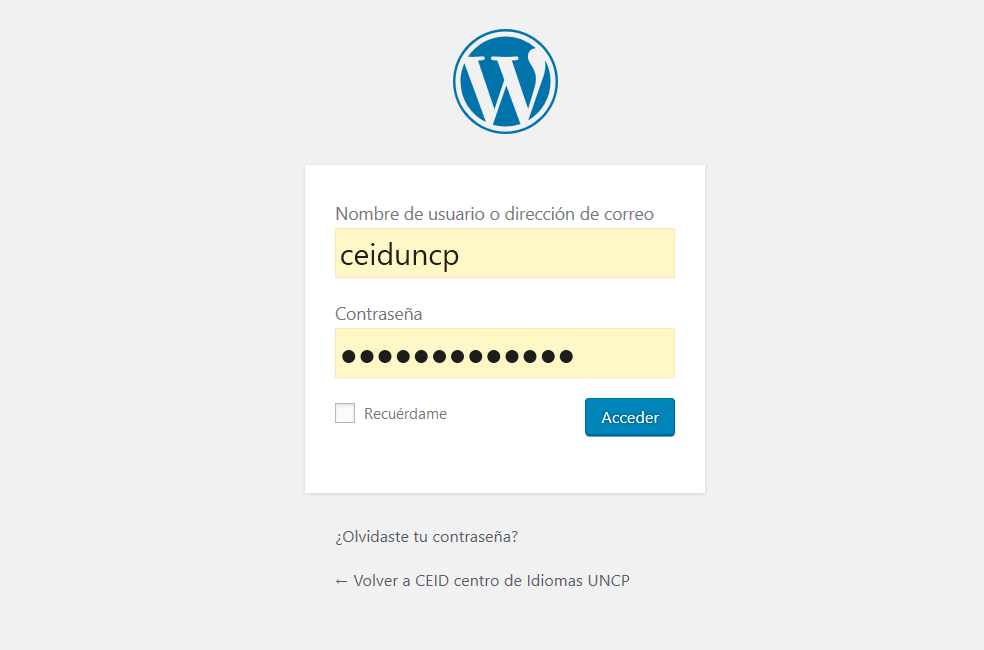 Nombre de usuario o dirección de correo
ceiduncp
Contraseña
●●●●●●●●●●●●●
Recuérdame
Acceder
¿Olvidaste tu contraseña?
← Volver a CEID centro de Idiomas UNCP